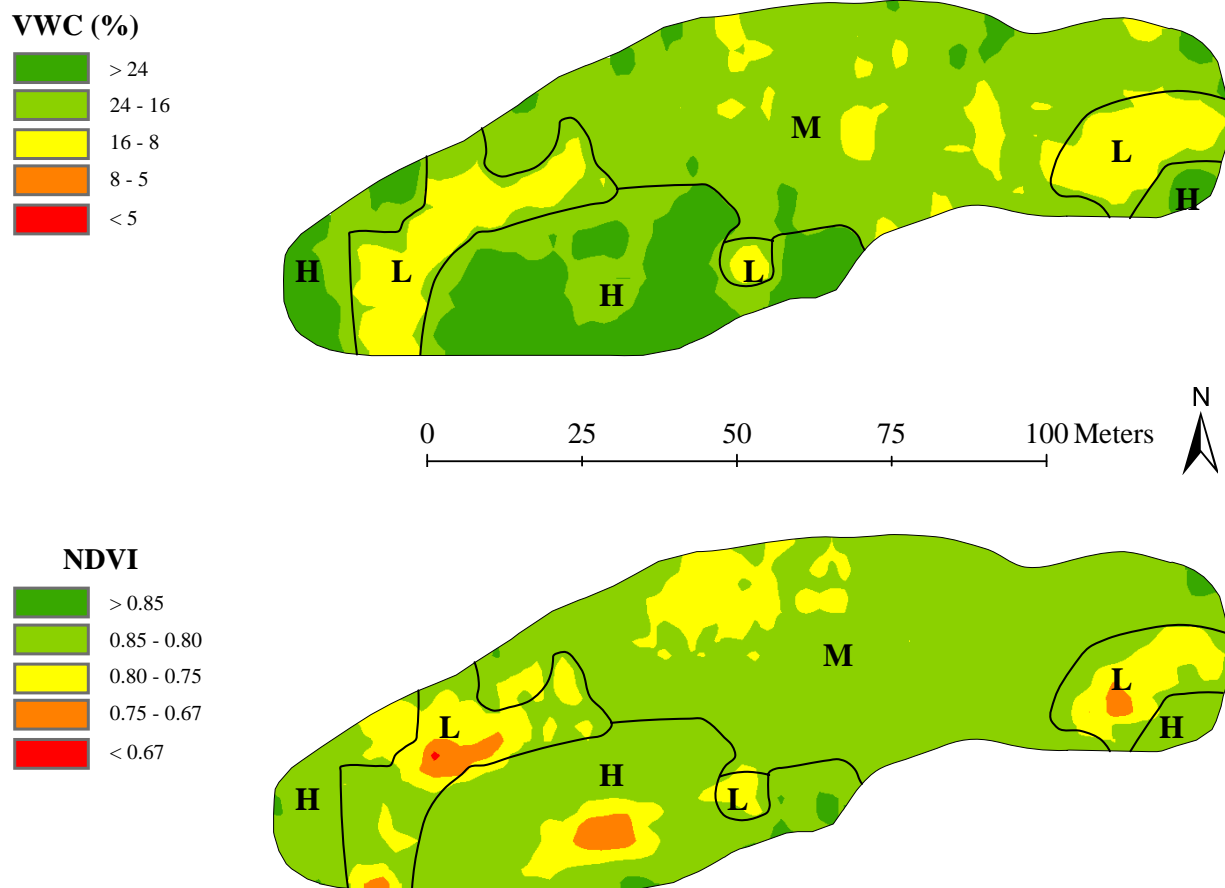 VWC (%)
> 24
24 - 16
16 - 8
8 - 5
< 5
M
L
H
H
L
L
H
N
0 25 50 75 100 Meters
NDVI
> 0.85
0.85 - 0.80
0.80 - 0.75
0.75 - 0.67
< 0.67
M
L
L
H
H
H
L